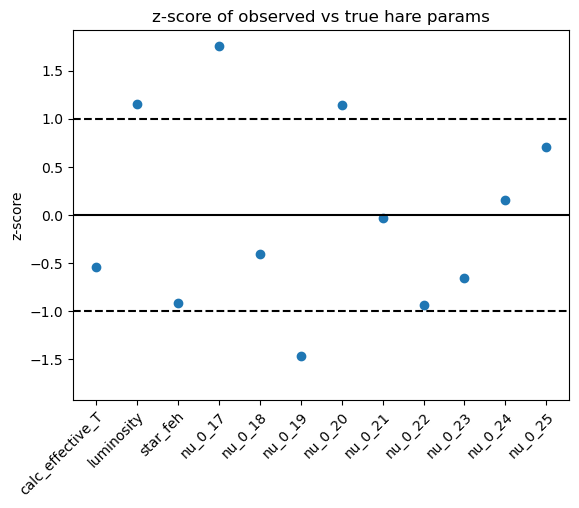 z-score of observed vs true hare params
z-score
1.5
1.0
0.5
0.0
−0.5
−1.0
−1.5
calc_effective_T
luminosity
star_feh
nu_0_17
nu_0_18
nu_0_19
nu_0_20
nu_0_21
nu_0_22
nu_0_23
nu_0_24
nu_0_25